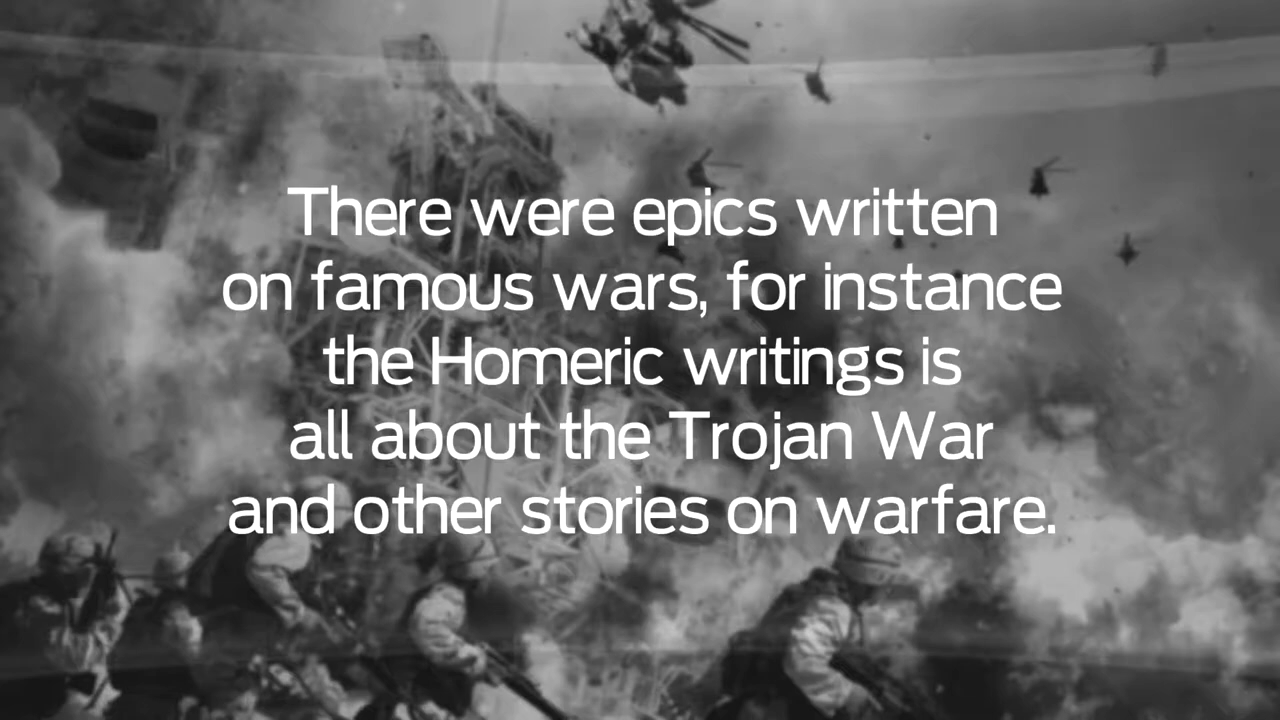 There were epics written
on famous wars, for instance
the Homeric writings is
all about the Trojan War
and other stories on warfare.